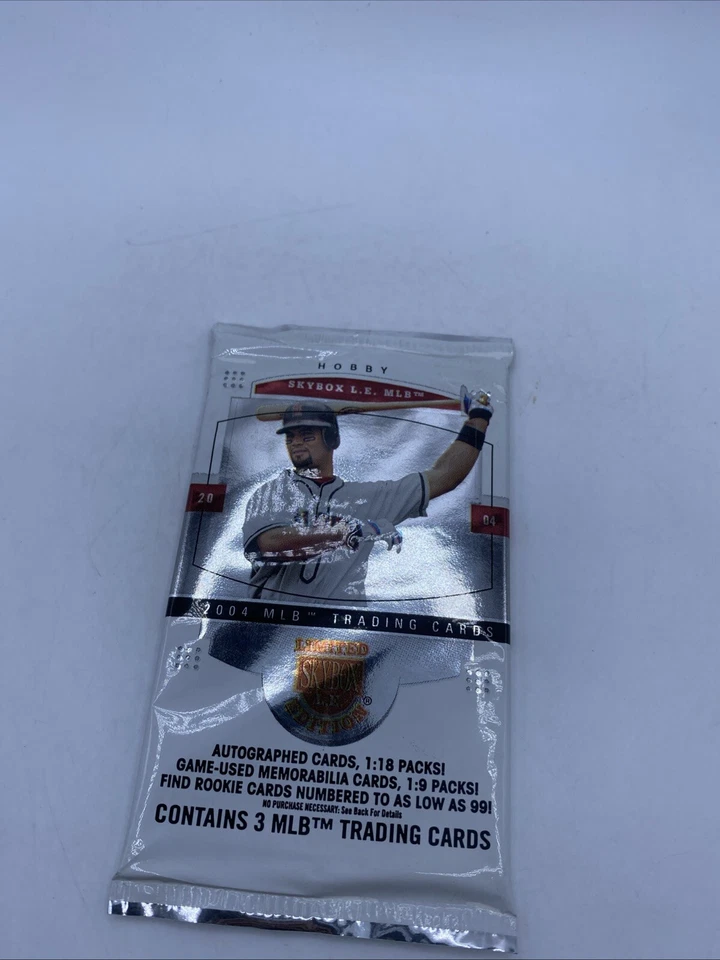 HOBBY
SKYBOX L.E. MLB™
20
04
2004 MLB™ TRADING CARDS
LIMITED
SKYBOX
EDITION®
AUTOGRAPHED CARDS, 1:18 PACKS!
GAME-USED MEMORABILIA CARDS, 1:9 PACKS!
FIND ROOKIE CARDS NUMBERED TO AS LOW AS 99!
NO PURCHASE NECESSARY: See Back For Details
CONTAINS 3 MLB™ TRADING CARDS